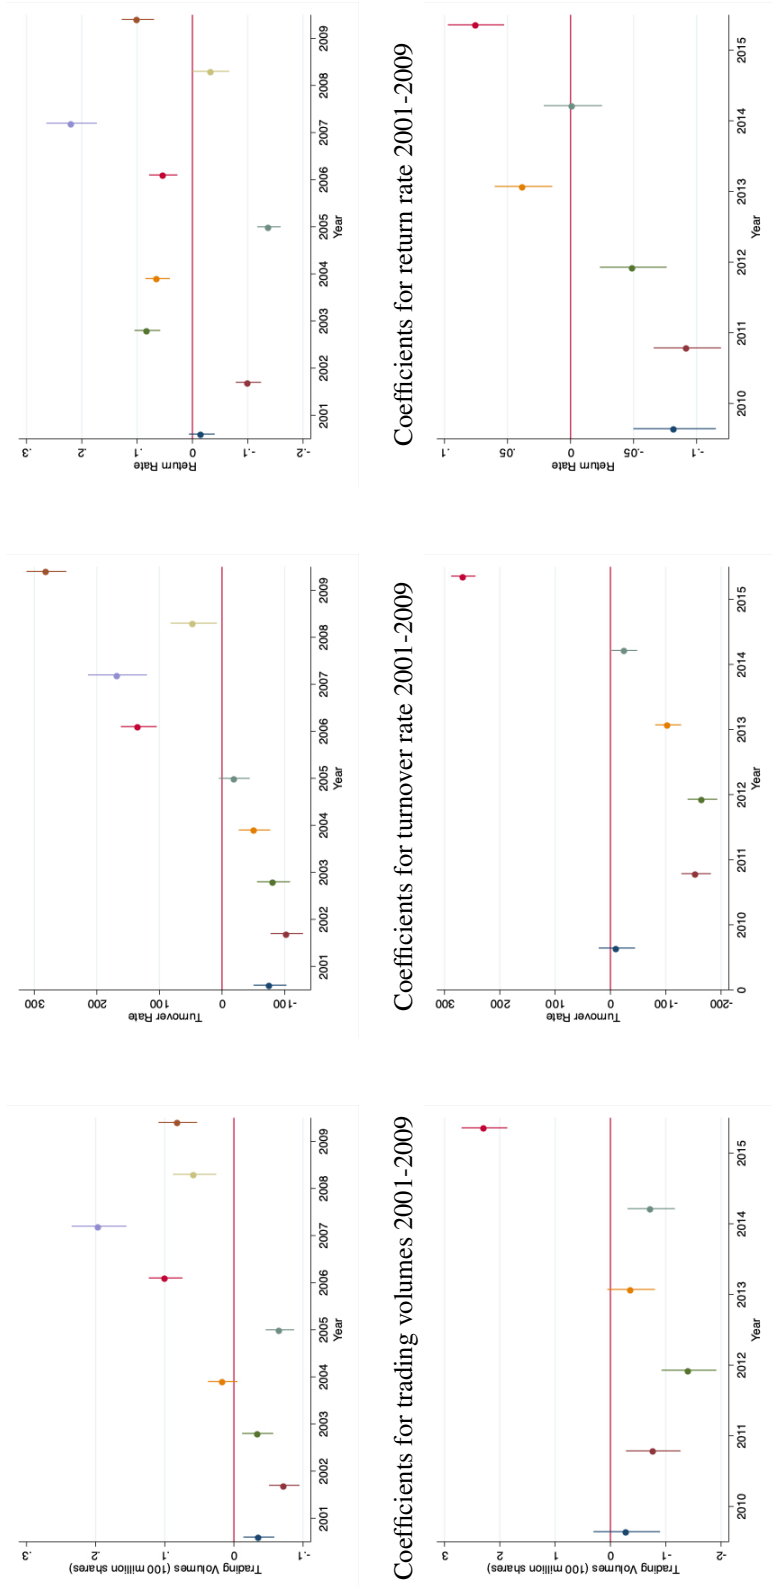 Trading Volumes (100 million shares)
.3
.2
.1
0
-.1
2001 2002 2003 2004 2005 2006 2007 2008 2009
Year
Turnover Rate
300
200
100
0
-100
2001 2002 2003 2004 2005 2006 2007 2008 2009
Year
Return Rate
.3
.2
.1
0
-.1
-.2
2001 2002 2003 2004 2005 2006 2007 2008 2009
Year
Coefficients for trading volumes 2001-2009
Coefficients for turnover rate 2001-2009
Coefficients for return rate 2001-2009
Trading Volumes (100 million shares)
3
2
1
0
-1
-2
2010 2011 2012 2013 2014 2015
Year
Turnover Rate
300
200
100
0
-100
-200
0 2010 2011 2012 2013 2014 2015
Year
Return Rate
.1
.05
0
-.05
-.1
2010 2011 2012 2013 2014 2015
Year